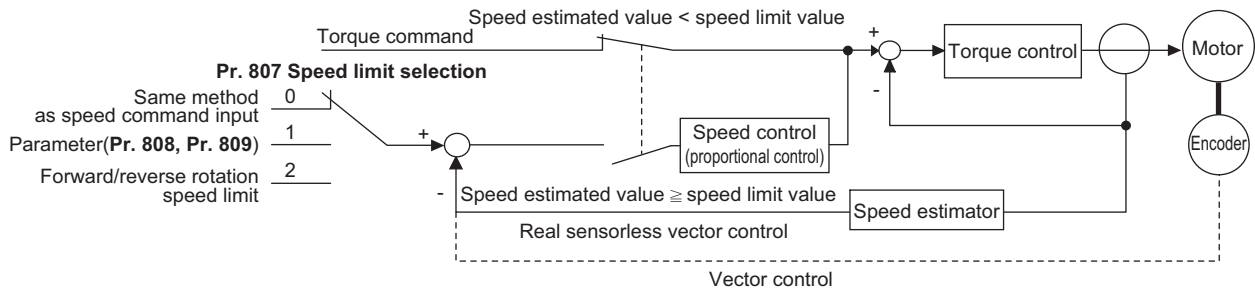 Speed estimated value < speed limit value
Torque command
+
Torque control
Motor
Pr. 807 Speed limit selection
-
Same method
as speed command input
0
Parameter(Pr. 808, Pr. 809)
1
Forward/reverse rotation
speed limit
2
+
Speed control
(proportional control)
Encoder
-
Speed estimated value ≧ speed limit value
Speed estimator
Real sensorless vector control
Vector control